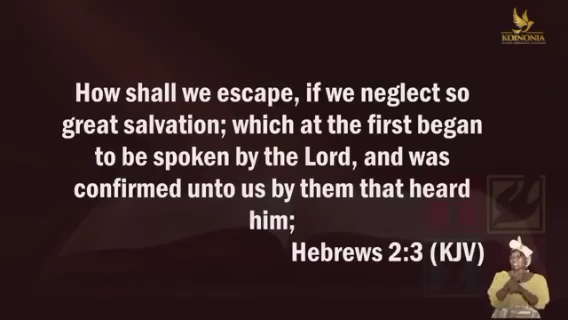 KOINONIA
How shall we escape, if we neglect so
great salvation; which at the first began
to be spoken by the Lord, and was
confirmed unto us by them that heard
him;
Hebrews 2:3 (KJV)